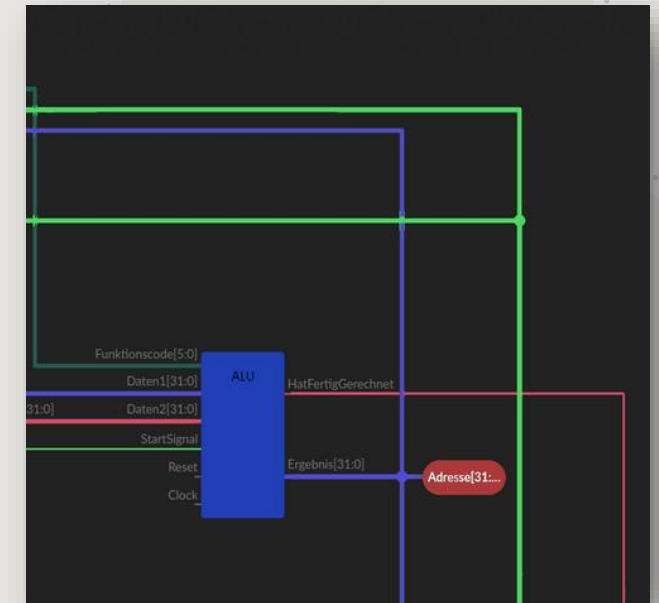 Funktionscode[5:0]
ALU
Daten1[31:0]
HatFertigGerechnet
31:0]
Daten2[31:0]
StartSignal
Reset
Ergebnis[31:0]
Adresse[31:...
Clock